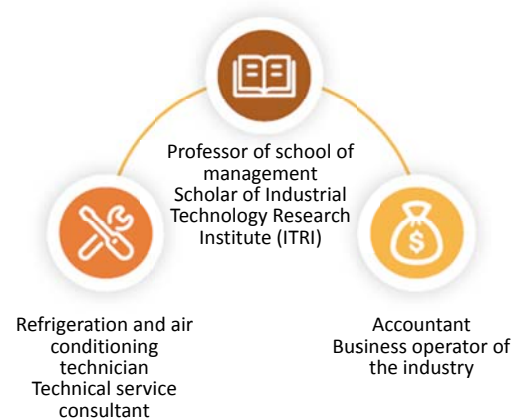 Professor of school of
management
Scholar of Industrial
Technology Research
Institute (ITRI)
Refrigeration and air
conditioning
technician
Technical service
consultant
$
Accountant
Business operator of
the industry